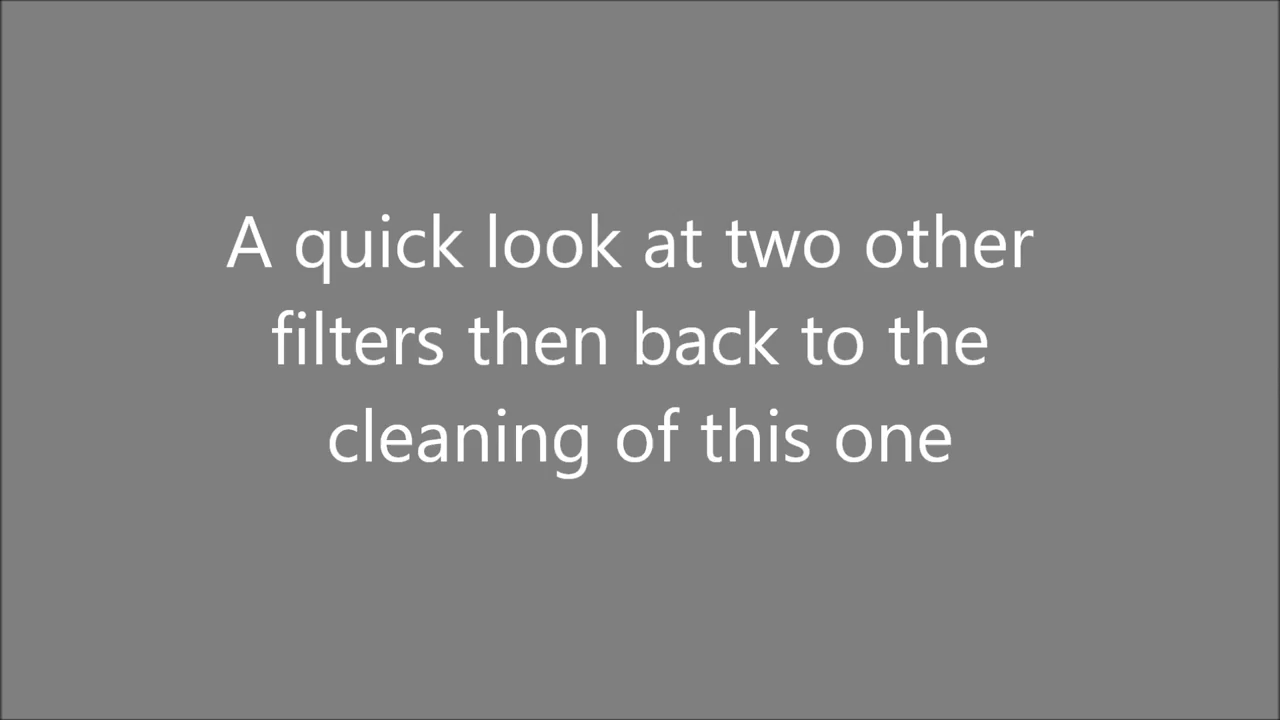 A quick look at two other
filters then back to the
cleaning of this one